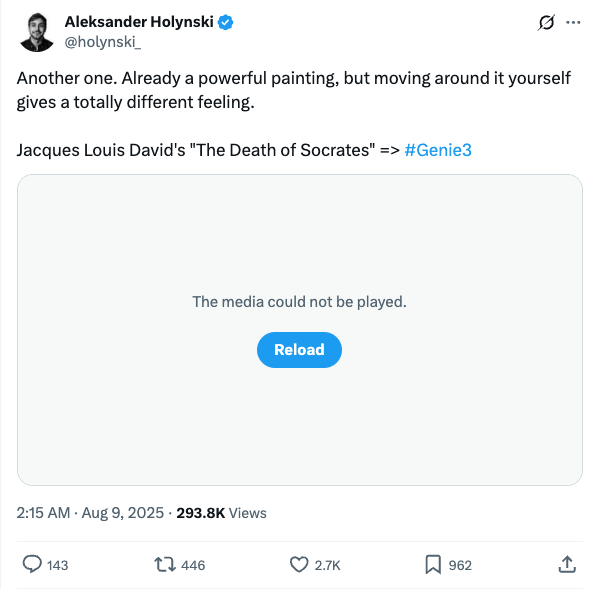 Aleksander Holynski
@holynski_
Another one. Already a powerful painting, but moving around it yourself
gives a totally different feeling.
Jacques Louis David's "The Death of Socrates" => #Genie3
The media could not be played.
Reload
2:15 AM · Aug 9, 2025 · 293.8K Views
143 446 2.7K 962